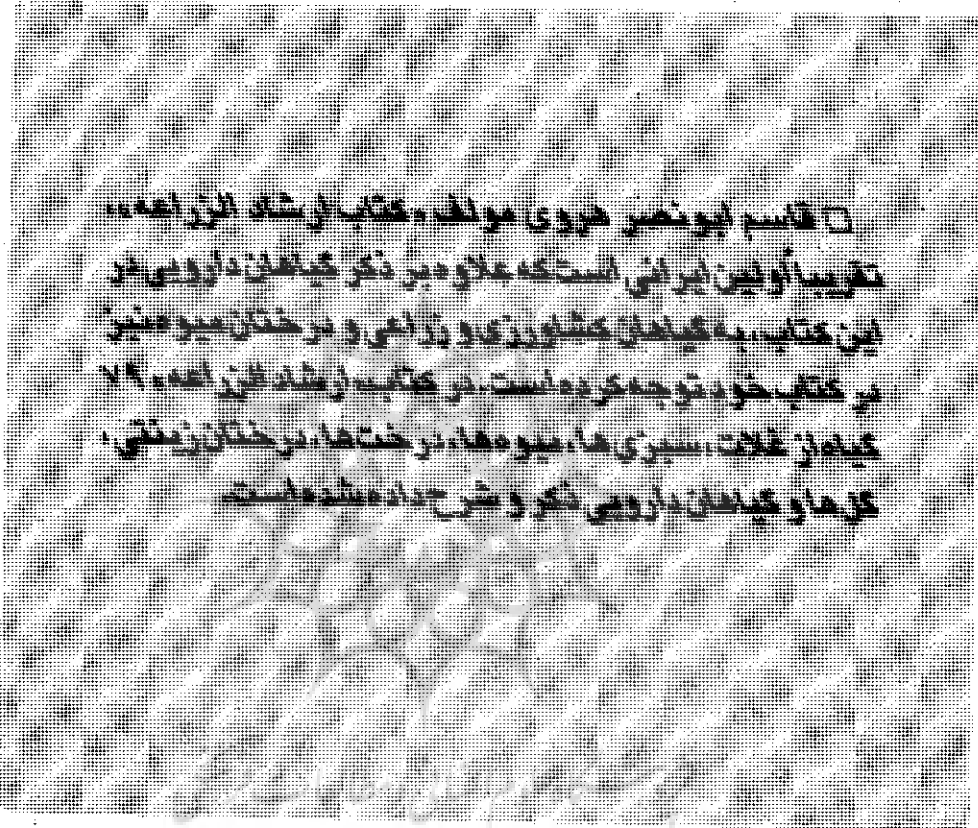 □ قاسم ابونصر هروی مولف «کتاب ارشاد الزراعه»،
تقریباً أولین ایرانی است‌که علاوه بر ذکر گیاهان دارویی در
این کتاب، به گیاهان کشاورزی و زراعی و درختان میوه نیز
در کتاب خود توجه کرده است. در کتاب «ارشاد الزراعه» ۷۹
گیاه از غلات، سبزی ها، میوه‌ها، درخت‌ها، درختان زینتی،
گل ها و گیاهان دارویی ذکر و شرح داده شده است.